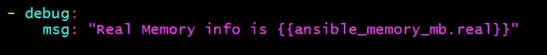 - debug:
    msg: "Real Memory info is {{ansible_memory_mb.real}}"